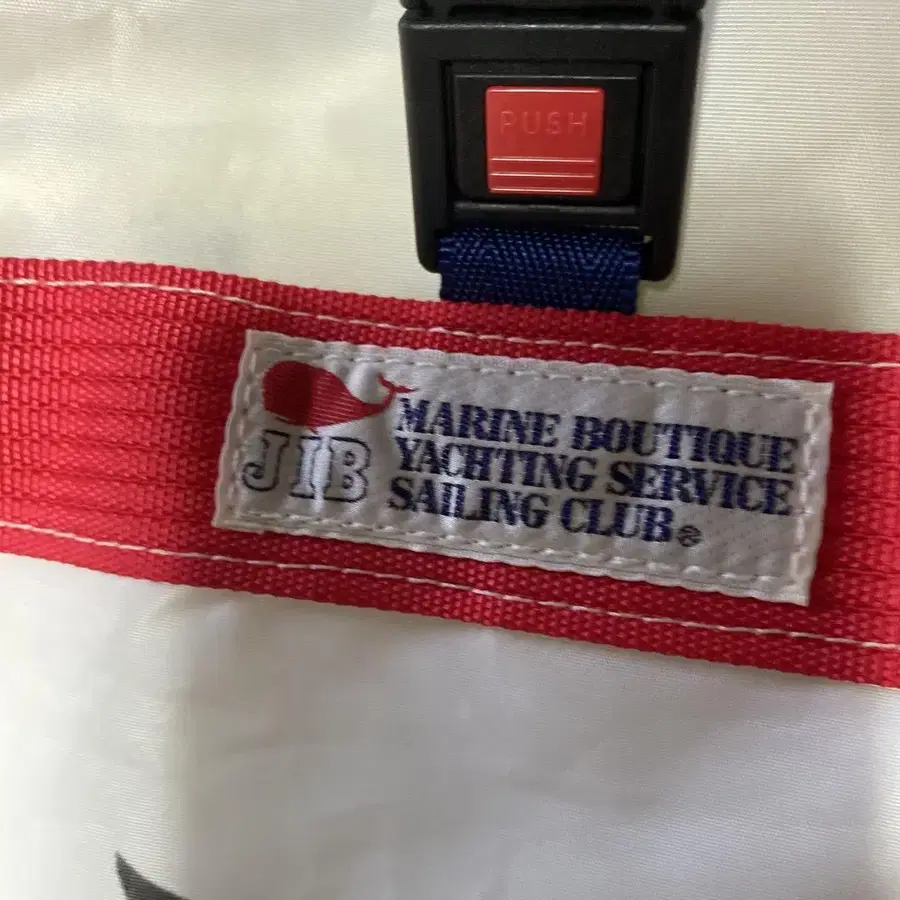 PUSH
JIB
MARINE BOUTIQUE
YACHTING SERVICE
SAILING CLUB®